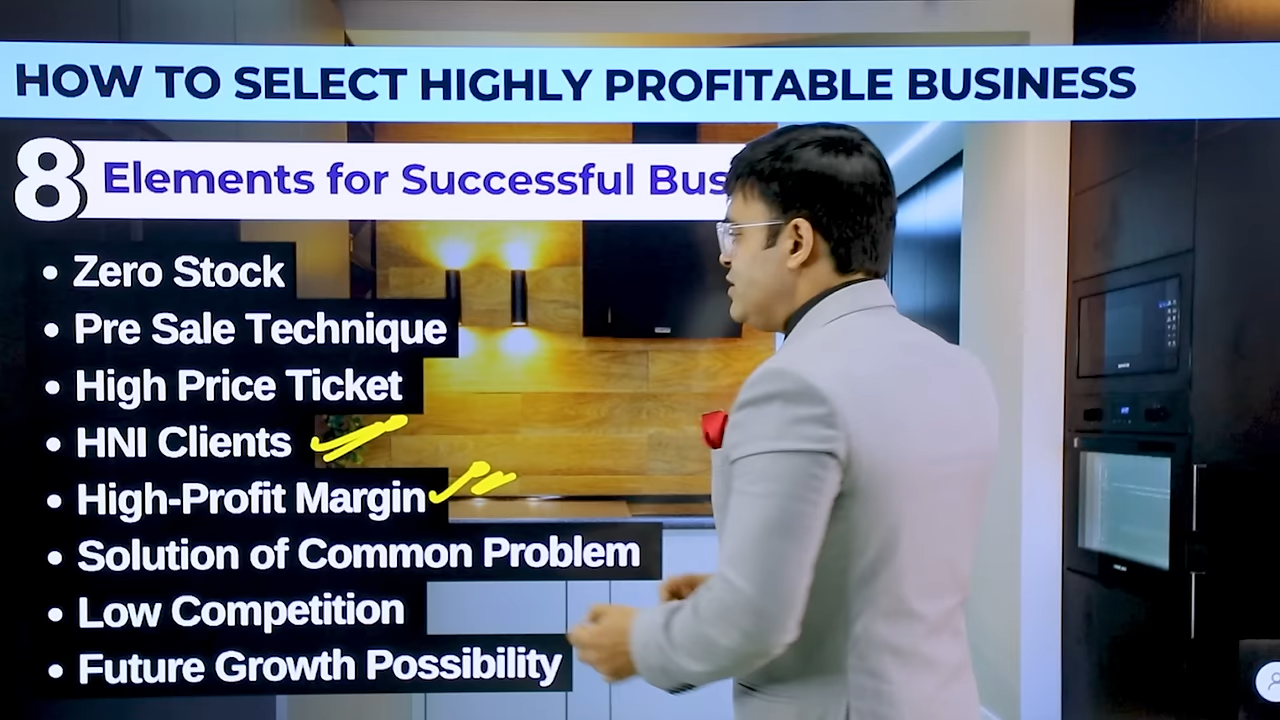 HOW TO SELECT HIGHLY PROFITABLE BUSINESS
8
Elements for Successful Bus
• Zero Stock
• Pre Sale Technique
• High Price Ticket
• HNI Clients
• High-Profit Margin
• Solution of Common Problem
• Low Competition
• Future Growth Possibility